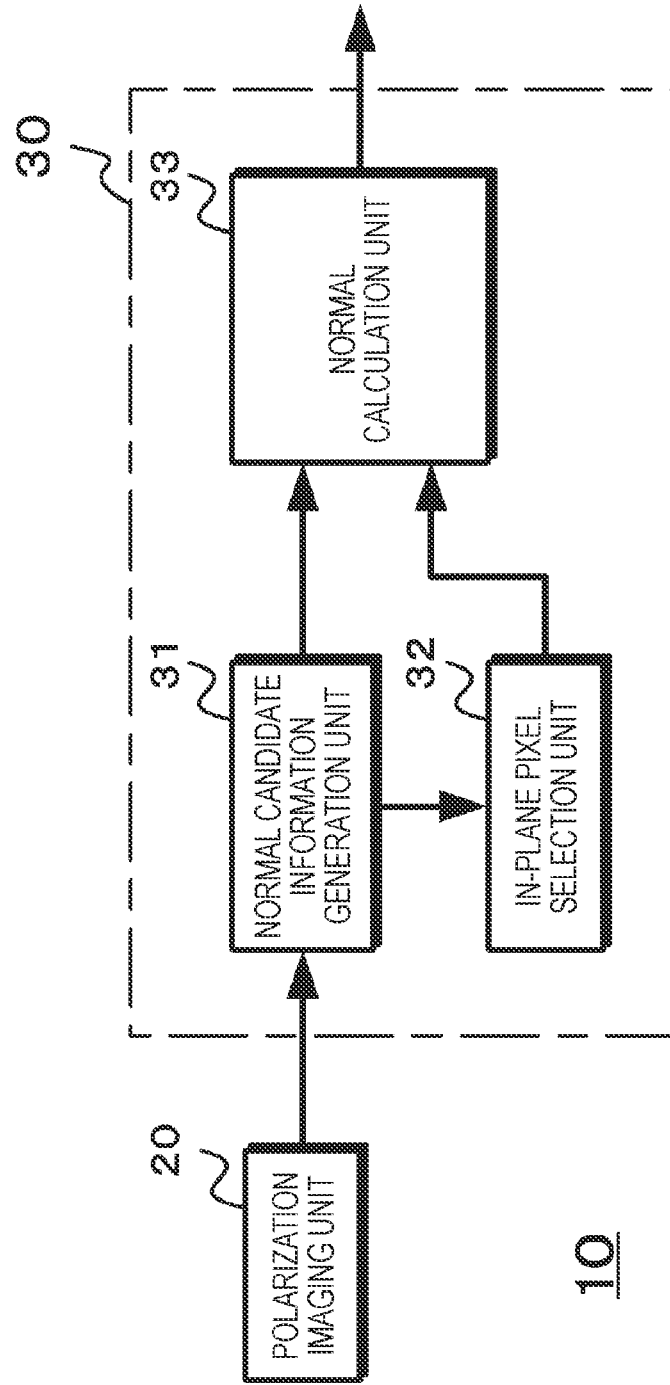 30
20
POLARIZATION
IMAGING UNIT
31
NORMAL CANDIDATE
INFORMATION
GENERATION UNIT
33
NORMAL
CALCULATION UNIT
32
IN-PLANE PIXEL
SELECTION UNIT
10